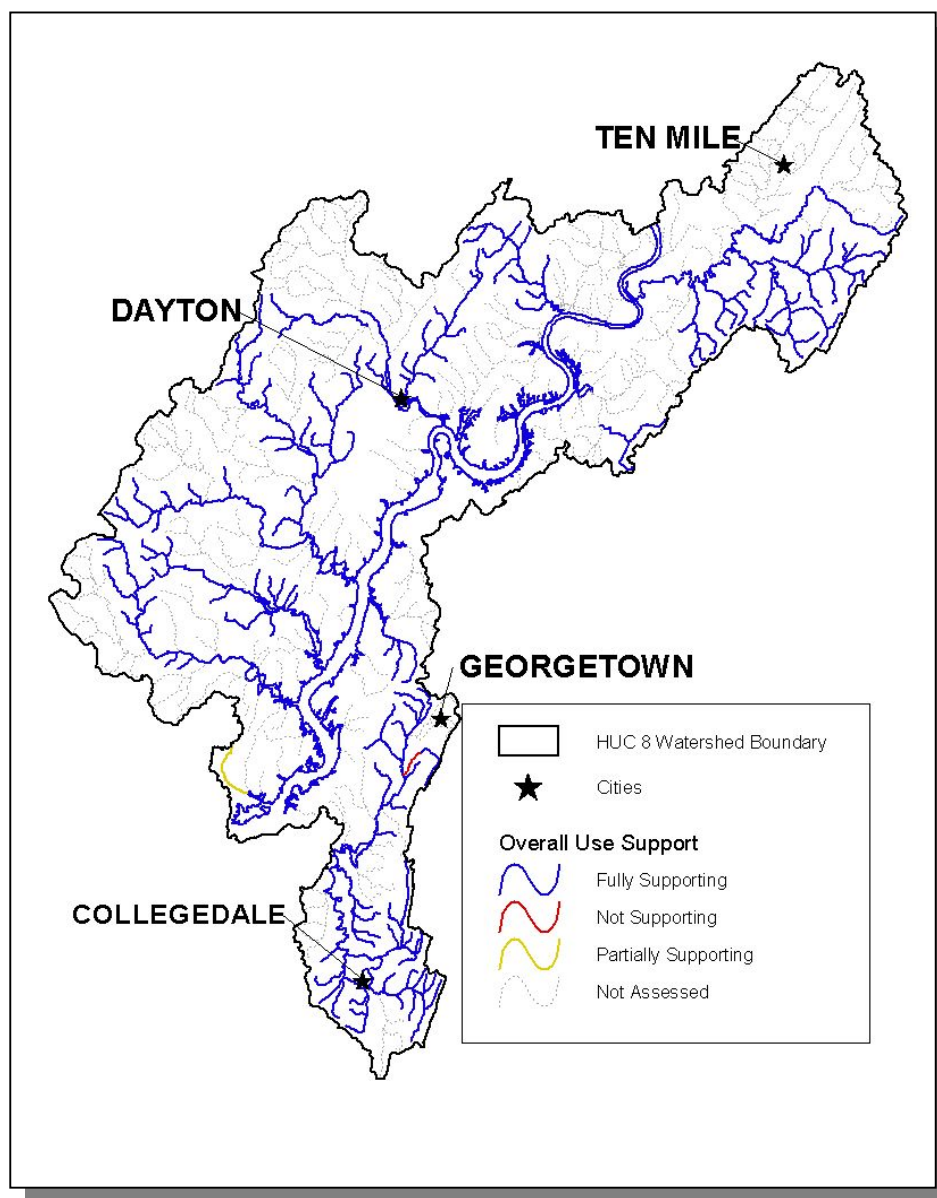 TEN MILE
DAYTON
GEORGETOWN
HUC 8 Watershed Boundary
Cities
Overall Use Support
Fully Supporting
Not Supporting
Partially Supporting
Not Assessed
COLLEGEDALE